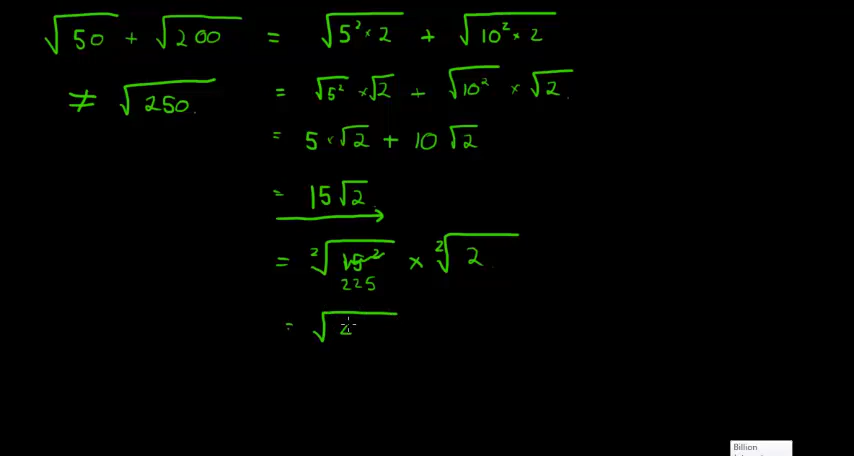 √50 + √200 = √5² × 2 + √10² × 2
≠ √250. = √5² × √2 + √10² × √2.
= 5 × √2 + 10 √2
= 15 √2.
= ²√15² × ²√2.
225
= √
Billion